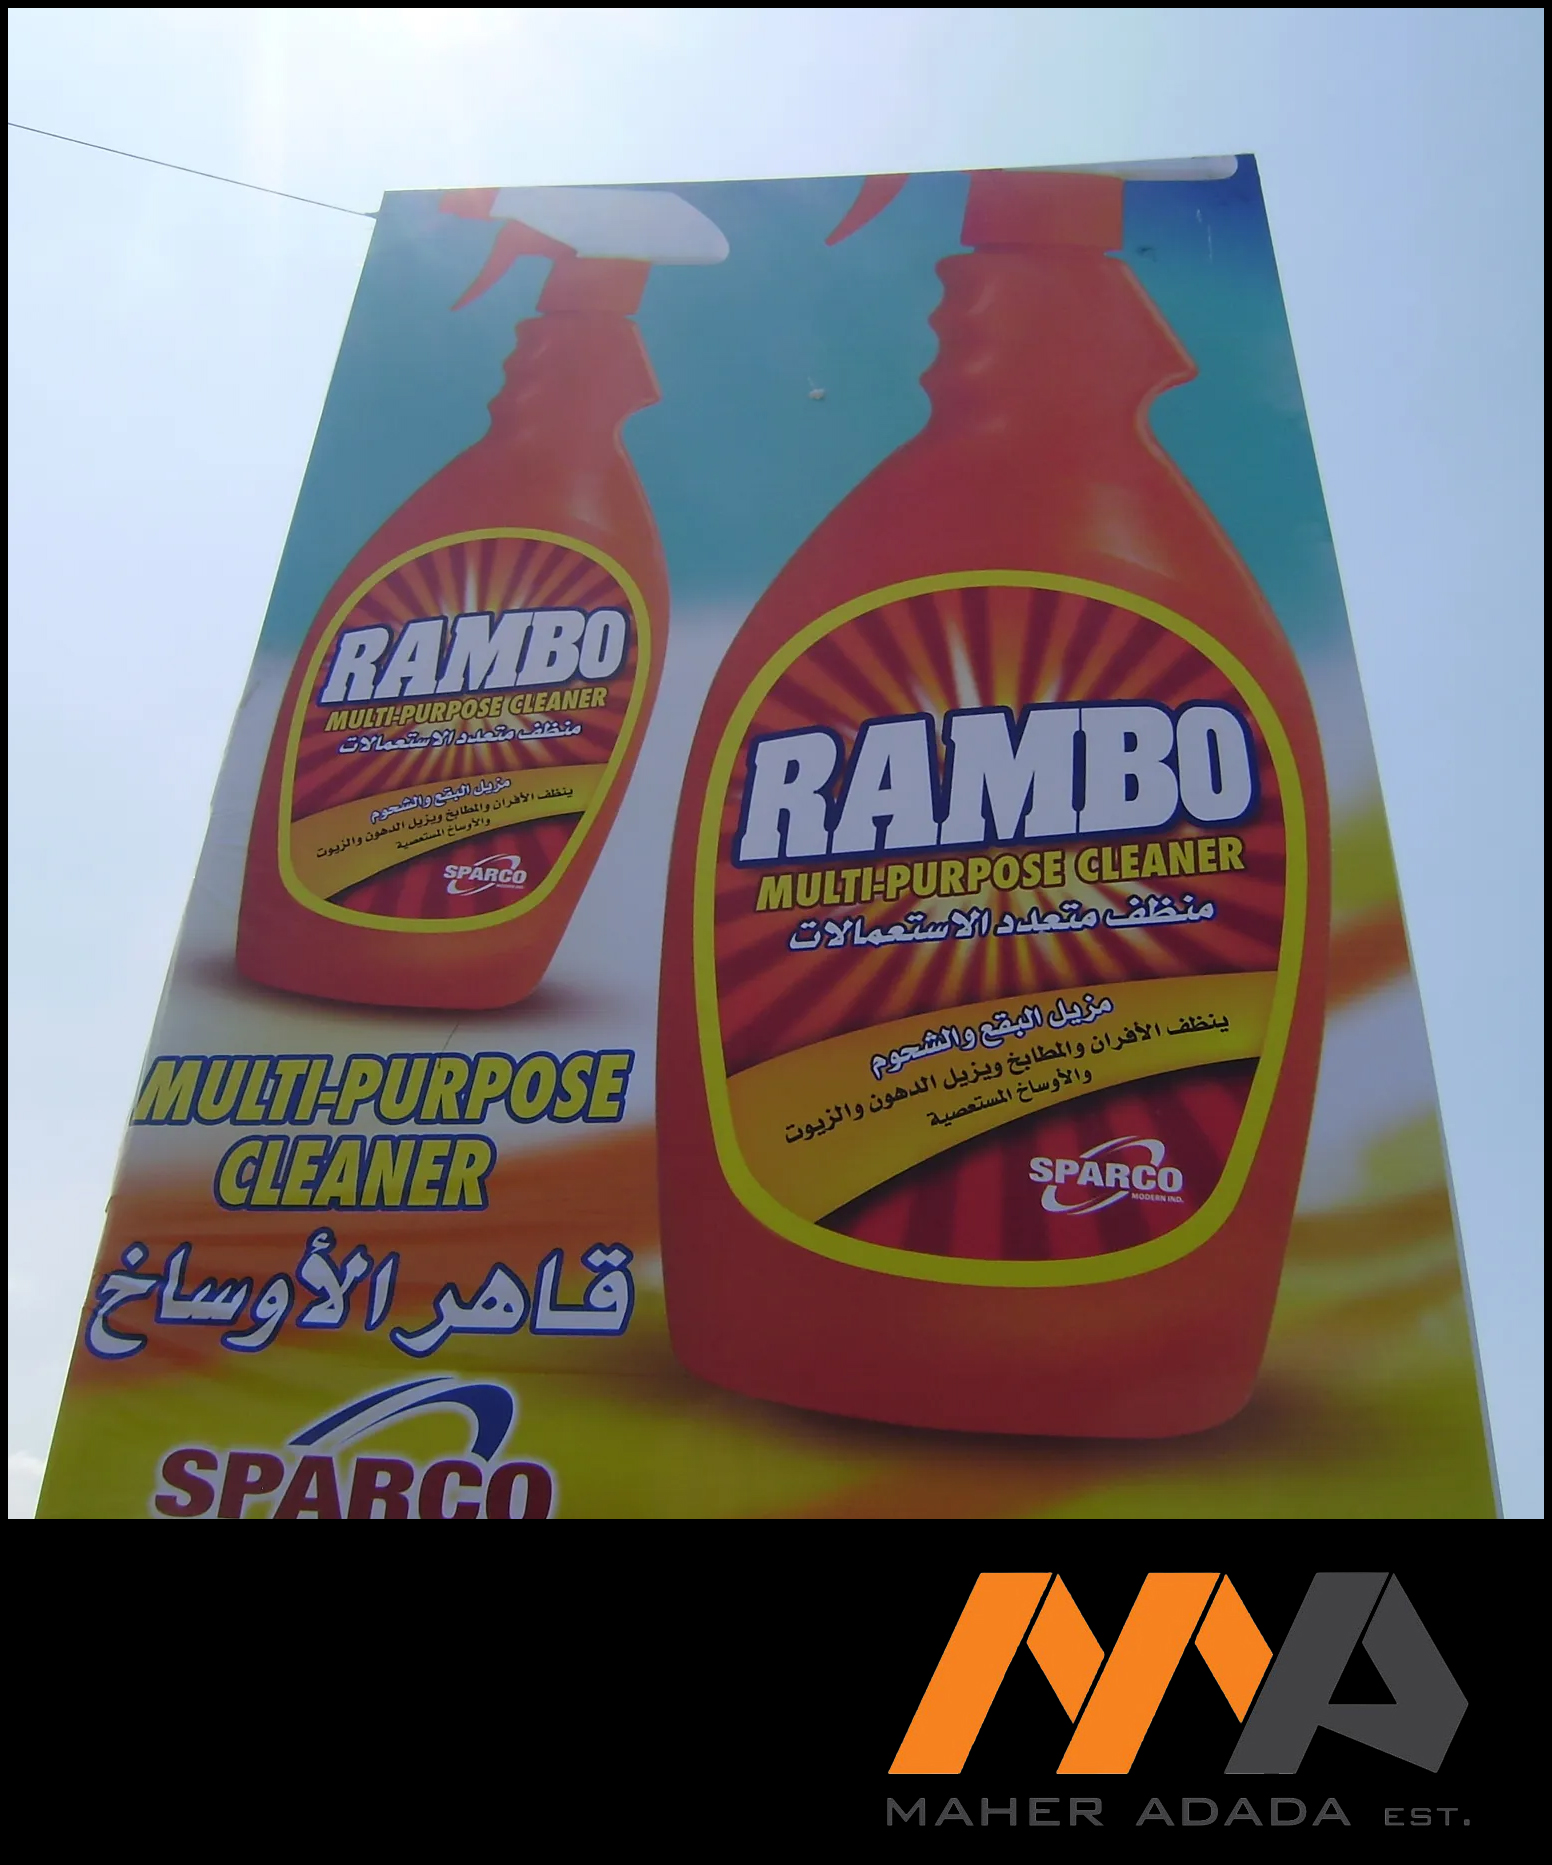 RAMBO
MULTI-PURPOSE CLEANER
منظف متعدد الاستعمالات
مزيل البقع والشحوم
ينظف الأفران والمطابخ ويزيل الدهون والزيوت
والأوساخ المستعصية
SPARCO
MODERN IND.
RAMBO
MULTI-PURPOSE CLEANER
منظف متعدد الاستعمالات
مزيل البقع والشحوم
ينظف الأفران والمطابخ ويزيل الدهون والزيوت
والأوساخ المستعصية
SPARCO
MODERN IND.
MULTI-PURPOSE
CLEANER
قاهر الأوساخ
SPARCO
MAHER ADADA EST.